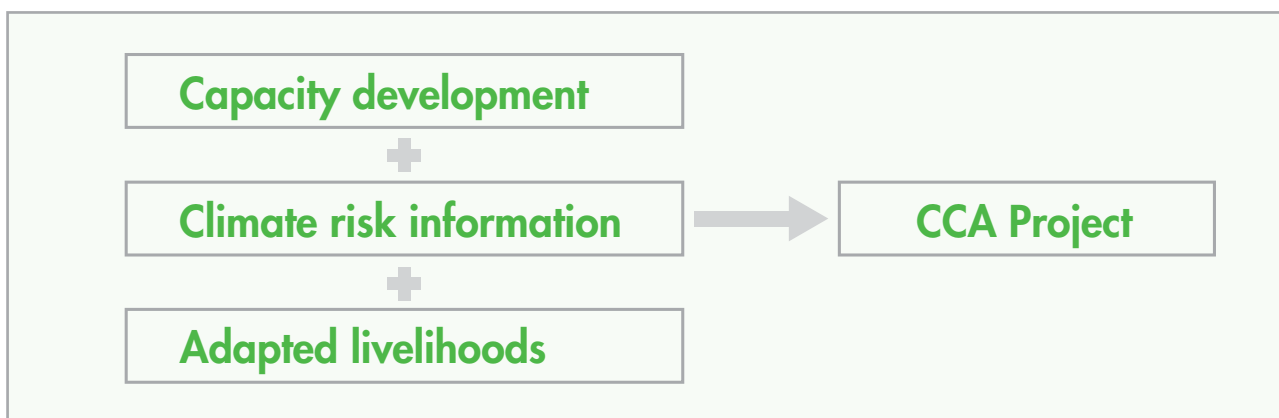 Capacity development
Climate risk information
CCA Project
Adapted livelihoods